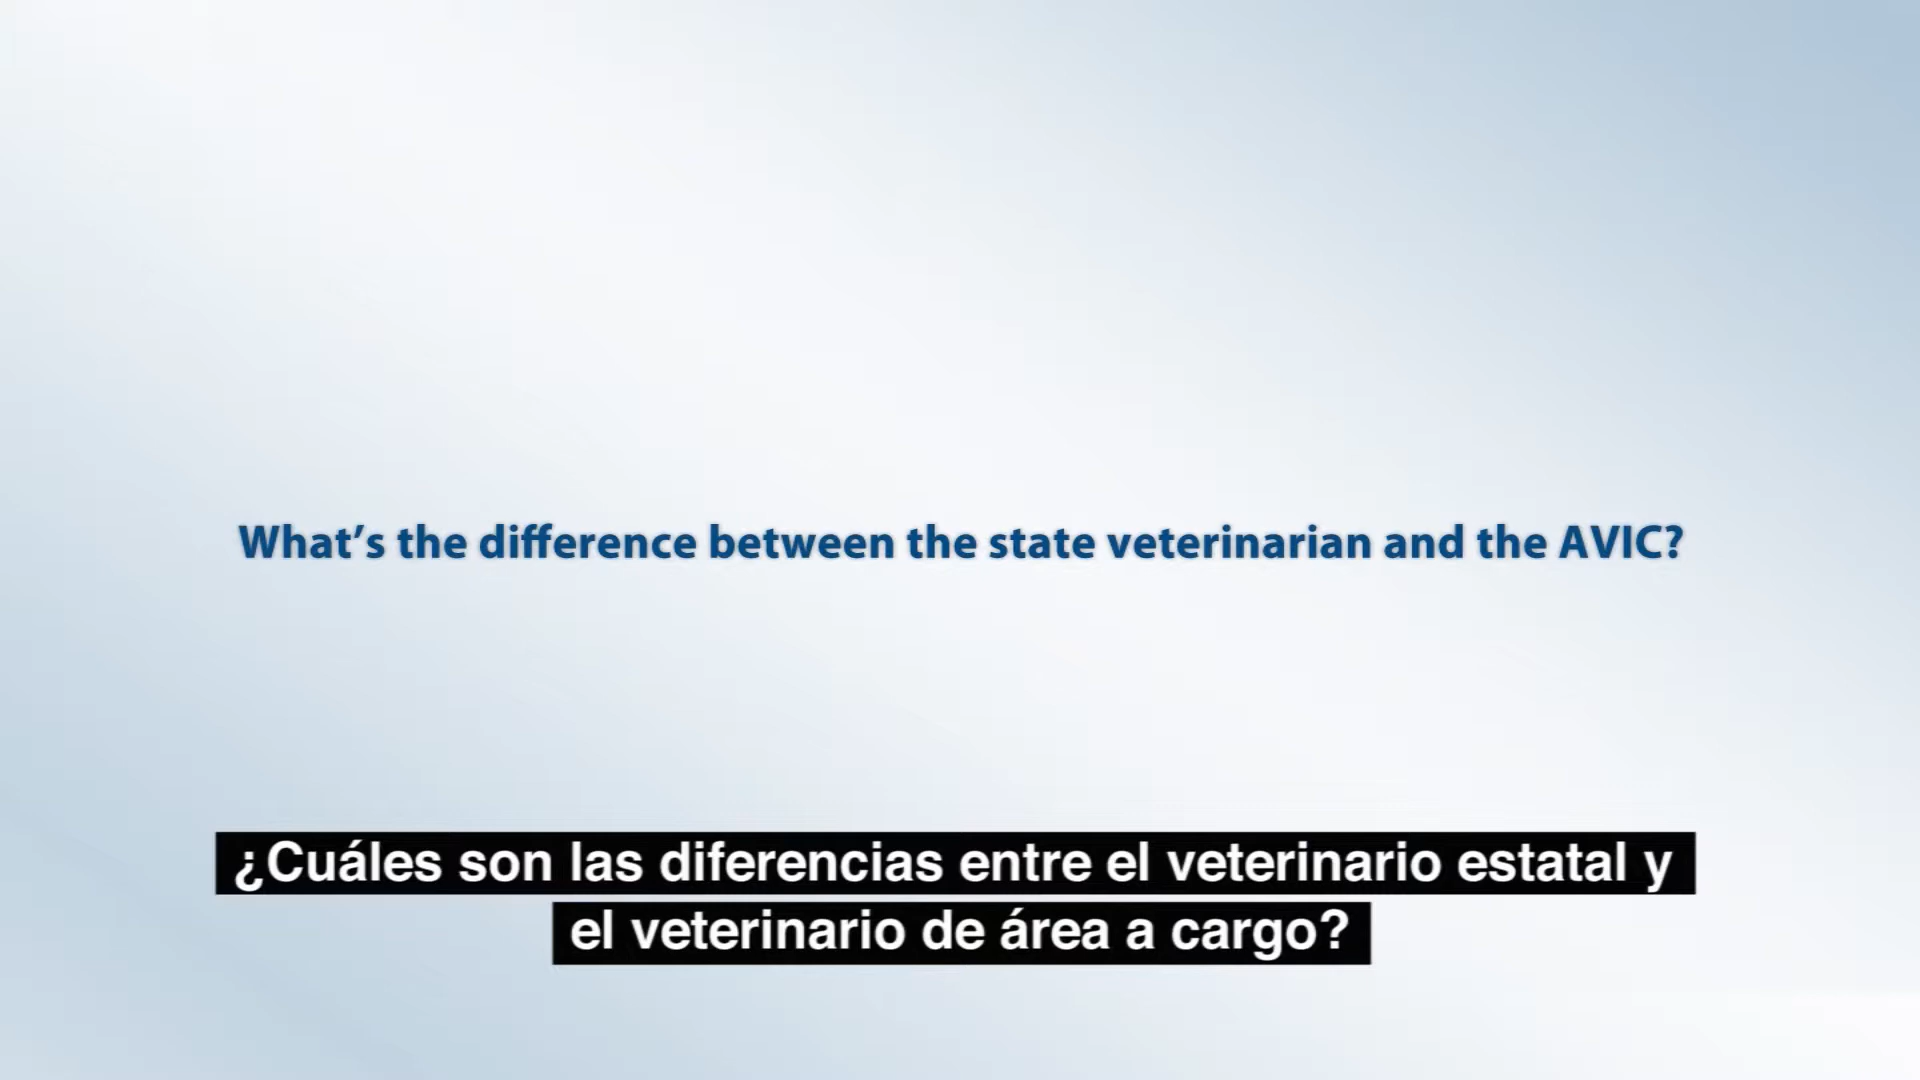 What’s the difference between the state veterinarian and the AVIC?
¿Cuáles son las diferencias entre el veterinario estatal y
el veterinario de área a cargo?